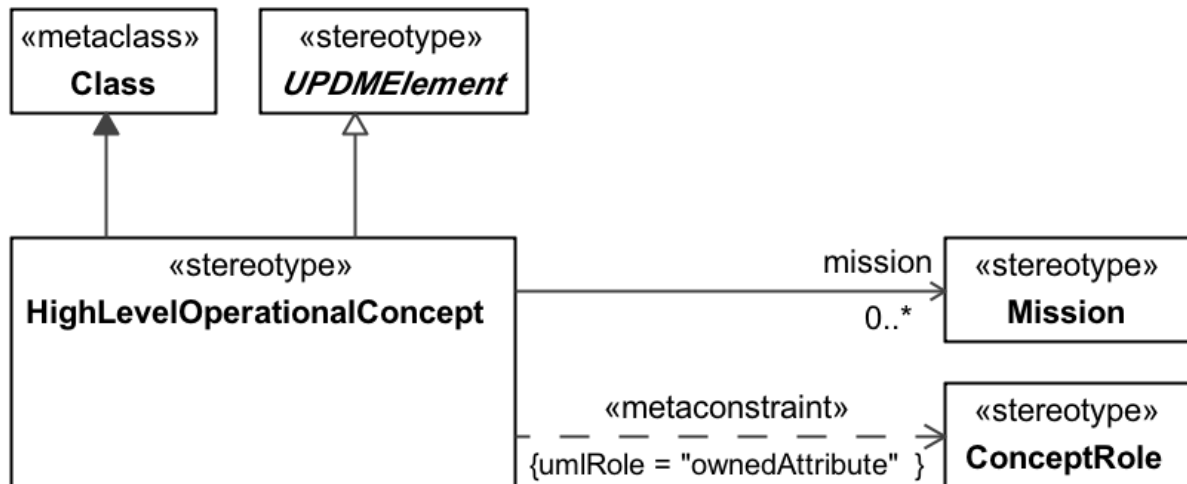 «metaclass»
Class
«stereotype»
UPDMElement
«stereotype»
HighLevelOperationalConcept
mission
0..*
«stereotype»
Mission
«metaconstraint»
{umlRole = "ownedAttribute" }
«stereotype»
ConceptRole